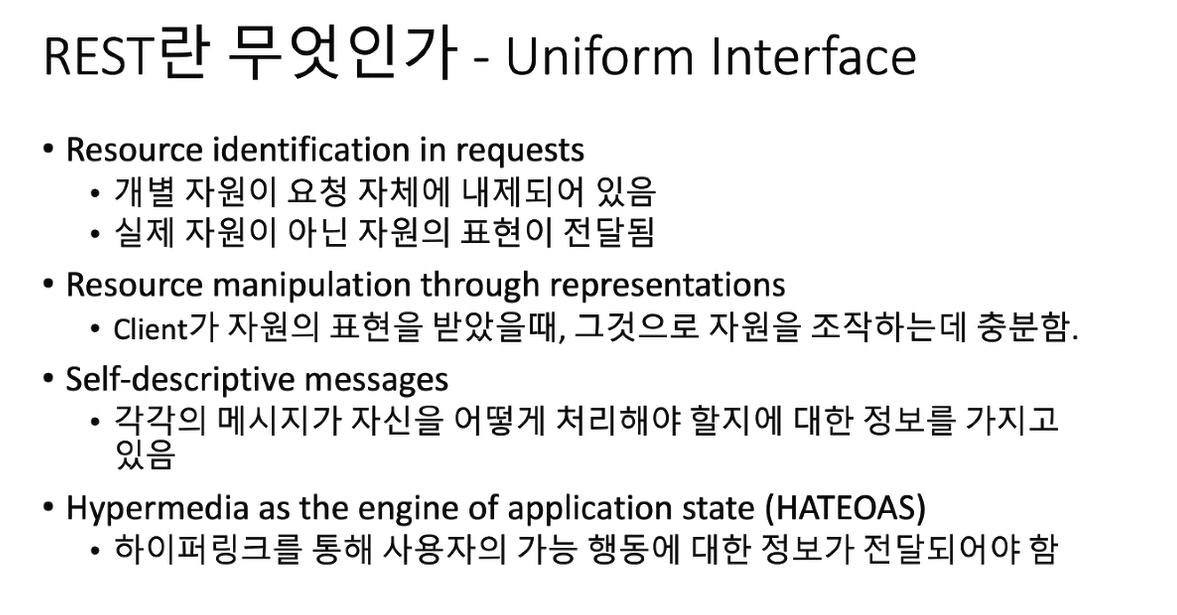 REST란 무엇인가 - Uniform Interface
• Resource identification in requests
• 개별 자원이 요청 자체에 내제되어 있음
• 실제 자원이 아닌 자원의 표현이 전달됨
• Resource manipulation through representations
• Client가 자원의 표현을 받았을때, 그것으로 자원을 조작하는데 충분함.
• Self-descriptive messages
• 각각의 메시지가 자신을 어떻게 처리해야 할지에 대한 정보를 가지고
있음
• Hypermedia as the engine of application state (HATEOAS)
• 하이퍼링크를 통해 사용자의 가능 행동에 대한 정보가 전달되어야 함